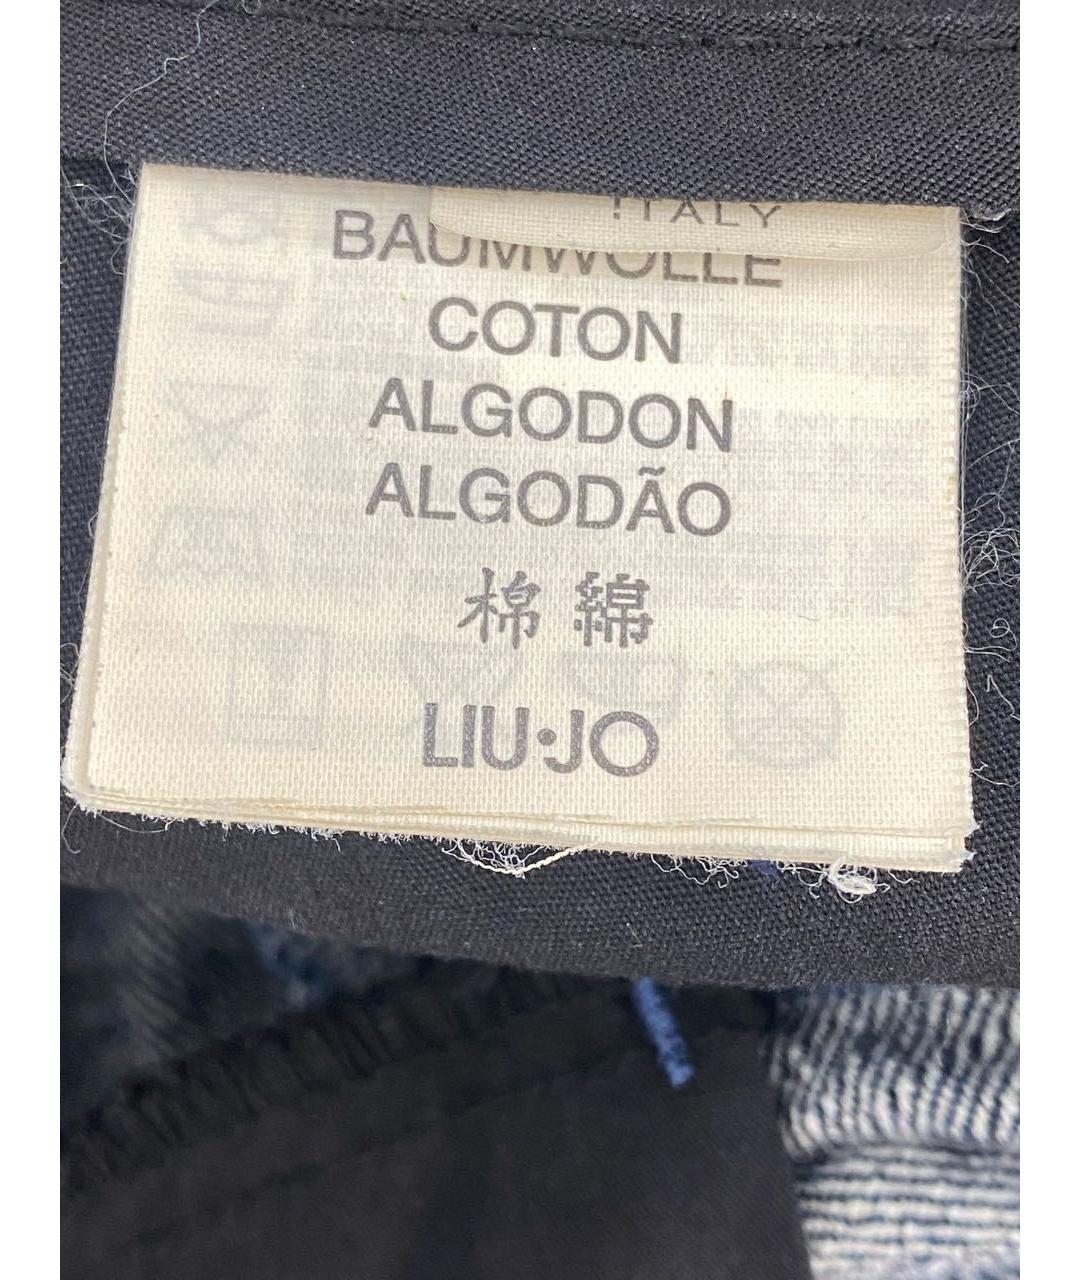 ITALY
BAUMWOLLE
COTON
ALGODON
ALGODÃO
棉 綿
LIU·JO